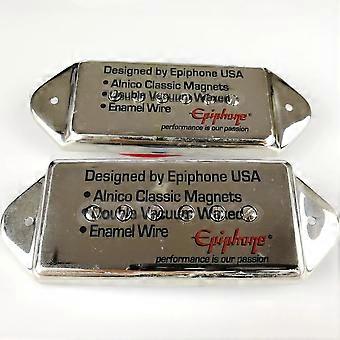 Designed by Epiphone USA
• Alnico Classic Magnets
• Double Vacuum Waxed
• Enamel Wire
Epiphone®
performance is our passion
Designed by Epiphone USA
• Alnico Classic Magnets
• Double Vacuum Waxed
• Enamel Wire
Epiphone®
performance is our passion